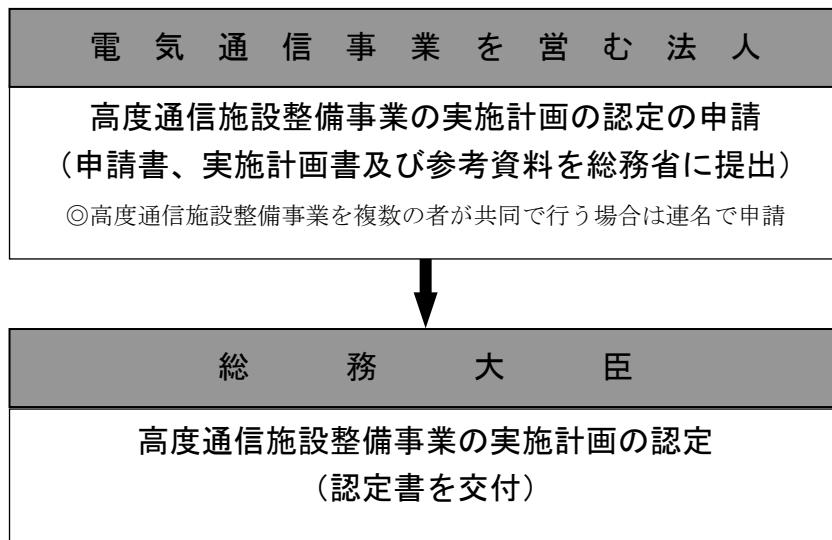 電気通信事業を営む法人
高度通信施設整備事業の実施計画の認定の申請
（申請書、実施計画書及び参考資料を総務省に提出）
◎高度通信施設整備事業を複数の者が共同で行う場合は連名で申請
総務大臣
高度通信施設整備事業の実施計画の認定
（認定書を交付）